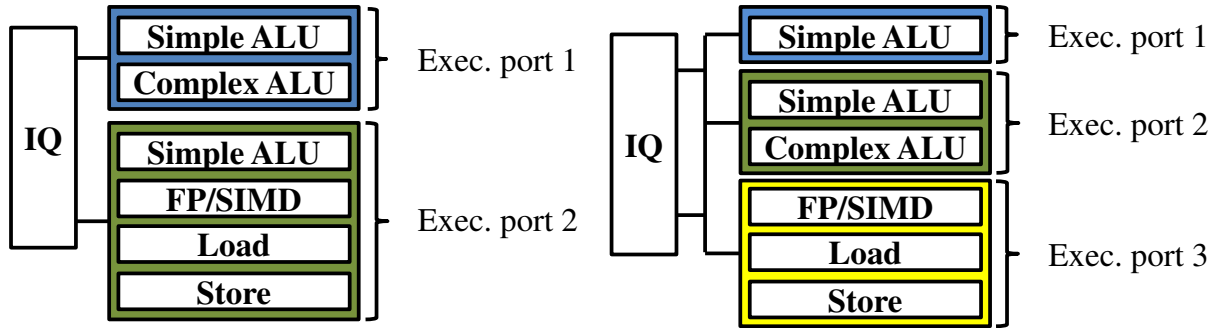 IQ
Simple ALU
Complex ALU
Exec. port 1
Simple ALU
FP/SIMD
Load
Store
Exec. port 2
IQ
Simple ALU
Exec. port 1
Simple ALU
Complex ALU
Exec. port 2
FP/SIMD
Load
Store
Exec. port 3